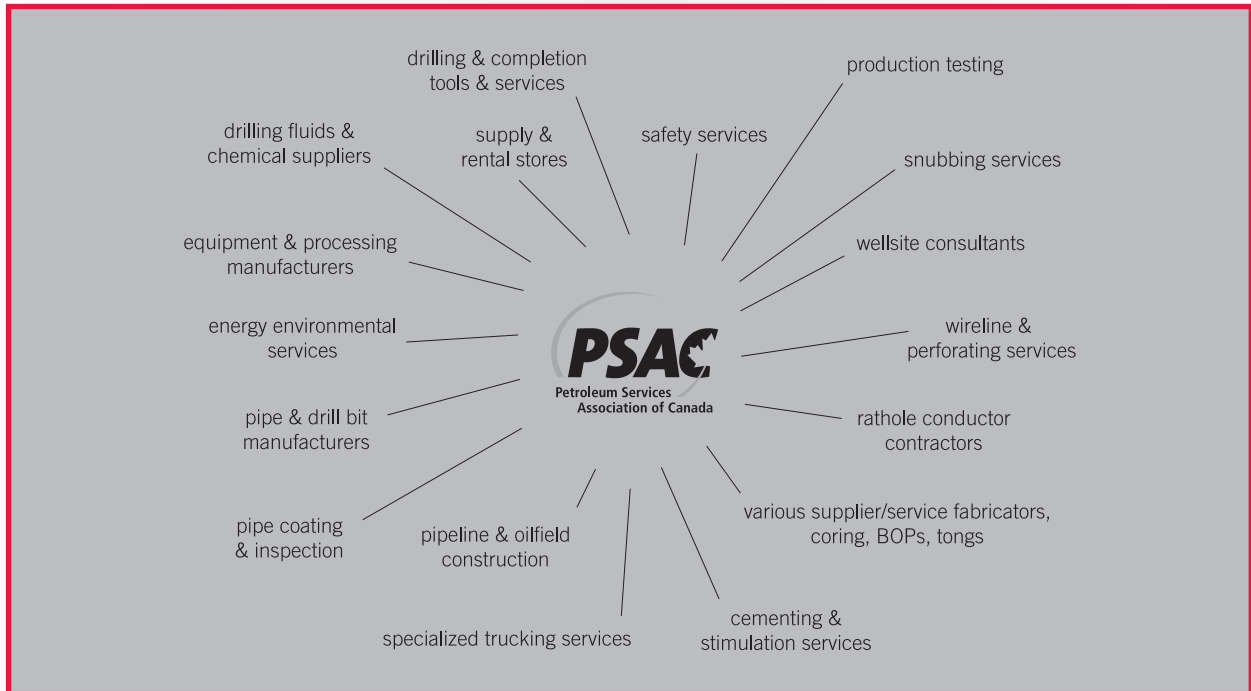 drilling & completion
tools & services
production testing
drilling fluids &
chemical suppliers
supply &
rental stores
safety services
snubbing services
equipment & processing
manufacturers
wellsite consultants
energy environmental
services
PSAC
Petroleum Services
Association of Canada
wireline &
perforating services
pipe & drill bit
manufacturers
rathole conductor
contractors
pipe coating
& inspection
pipeline & oilfield
construction
various supplier/service fabricators,
coring, BOPs, tongs
specialized trucking services
cementing &
stimulation services